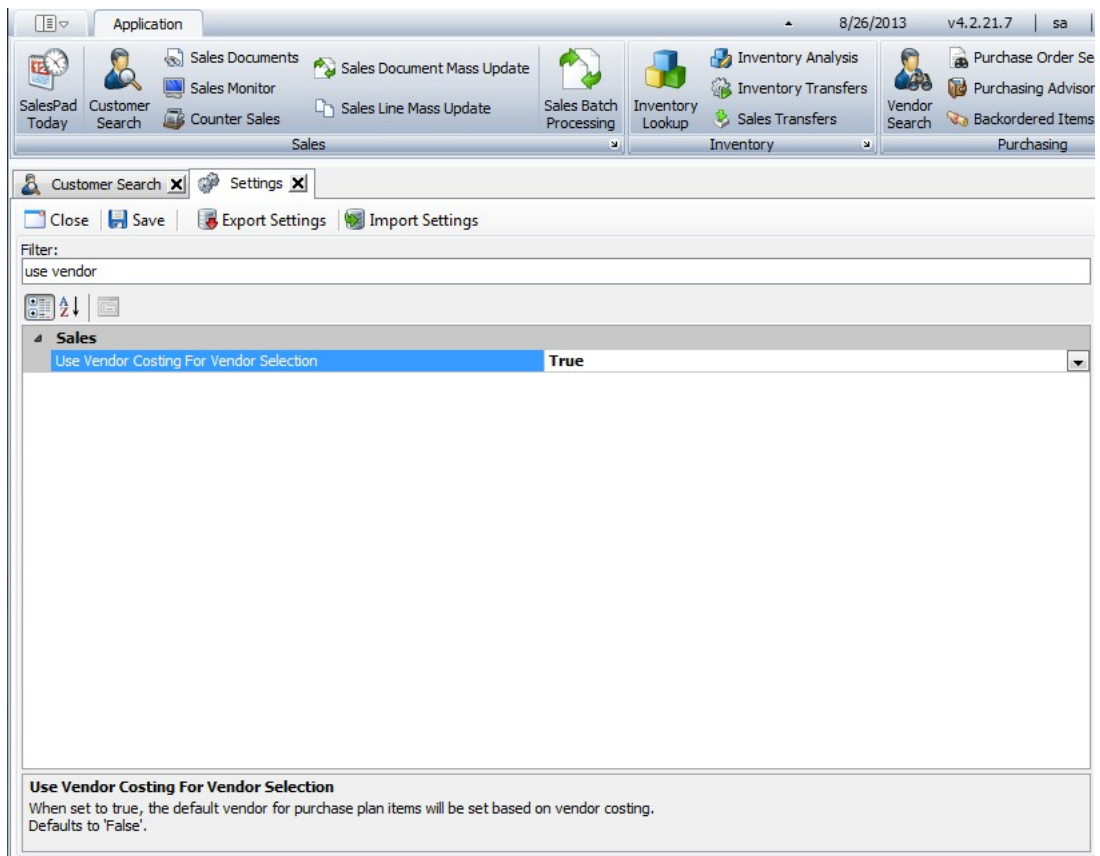 Application 8/26/2013 v4.2.21.7 sa
Sales Documents
Sales Monitor
Counter Sales
Sales Document Mass Update
Sales Line Mass Update
SalesPad Today
Customer Search
Sales Batch Processing
Sales
Inventory Lookup
Inventory Analysis
Inventory Transfers
Sales Transfers
Inventory
Vendor Search
Purchase Order Se
Purchasing Advisor
Backordered Items
Purchasing
Customer Search Settings
Close Save Export Settings Import Settings
Filter:
use vendor
Sales
Use Vendor Costing For Vendor Selection True
Use Vendor Costing For Vendor Selection
When set to true, the default vendor for purchase plan items will be set based on vendor costing.
Defaults to 'False'.